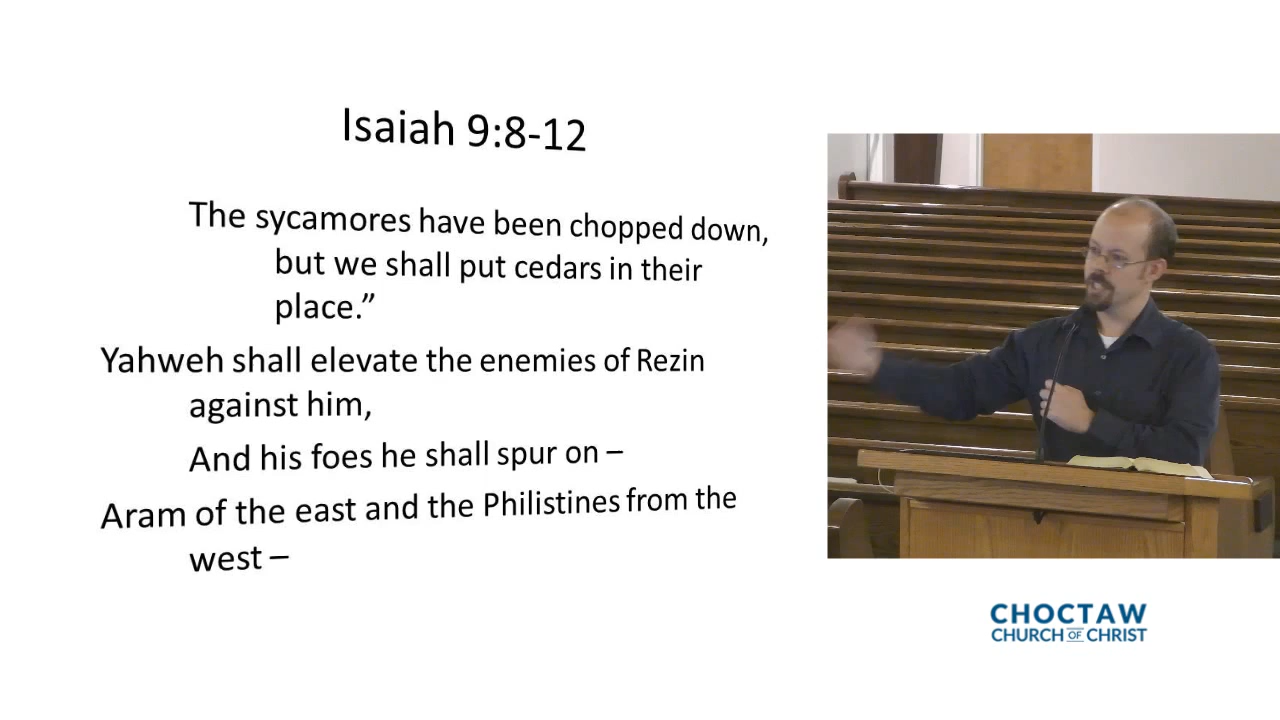 Isaiah 9:8-12
The sycamores have been chopped down,
but we shall put cedars in their
place.”
Yahweh shall elevate the enemies of Rezin
against him,
And his foes he shall spur on –
Aram of the east and the Philistines from the
west –
CHOCTAW
CHURCH OF CHRIST